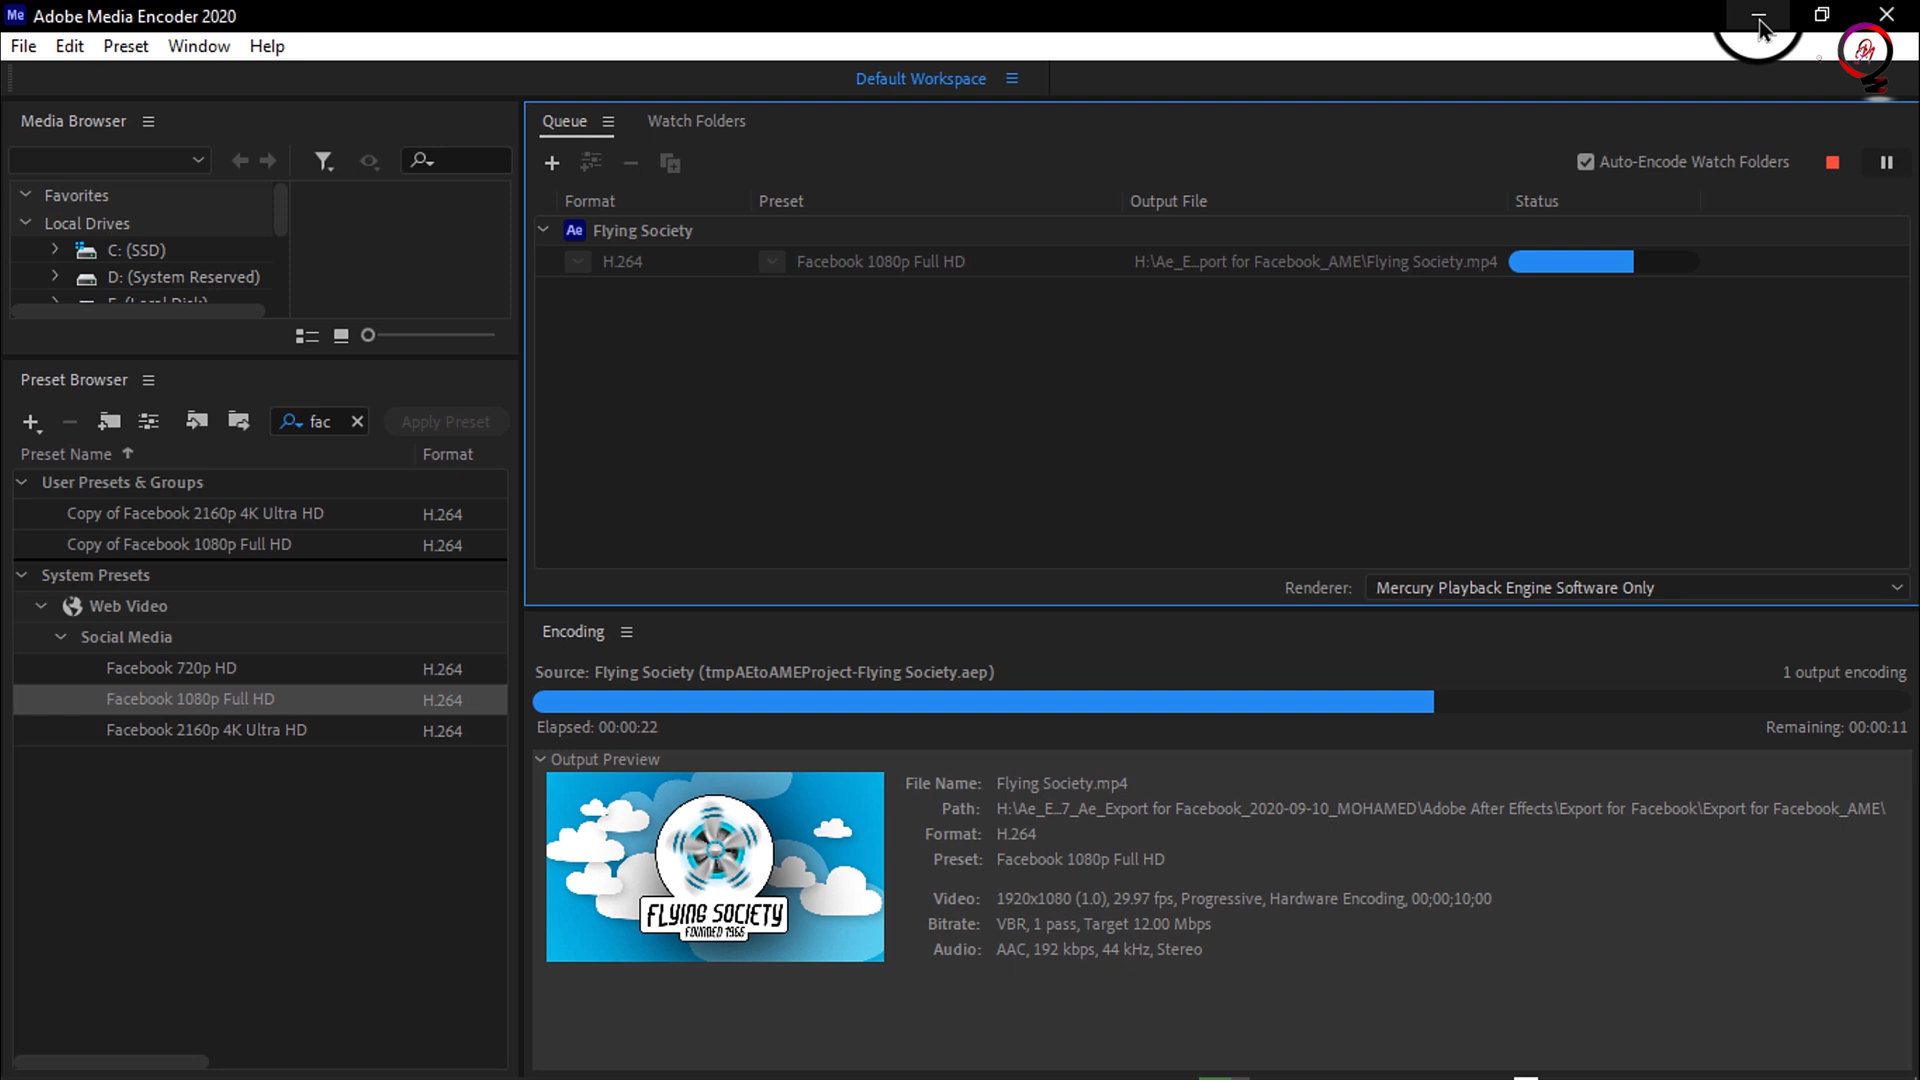 Me Adobe Media Encoder 2020
File Edit Preset Window Help
Default Workspace
Media Browser
Favorites
Local Drives
C: (SSD)
D: (System Reserved)
Preset Browser
fac
Apply Preset
Preset Name Format
User Presets & Groups
Copy of Facebook 2160p 4K Ultra HD H.264
Copy of Facebook 1080p Full HD H.264
System Presets
Web Video
Social Media
Facebook 720p HD H.264
Facebook 1080p Full HD H.264
Facebook 2160p 4K Ultra HD H.264
Queue Watch Folders
Auto-Encode Watch Folders
Format Preset Output File Status
Ae Flying Society
H.264 Facebook 1080p Full HD H:\Ae_E...port for Facebook_AME\Flying Society.mp4
Renderer: Mercury Playback Engine Software Only
Encoding
Source: Flying Society (tmpAEtoAMEProject-Flying Society.aep) 1 output encoding
Elapsed: 00:00:22 Remaining: 00:00:11
Output Preview
FLYING SOCIETY
FOUNDED 1966
File Name: Flying Society.mp4
Path: H:\Ae_E...7_Ae_Export for Facebook_2020-09-10_MOHAMED\Adobe After Effects\Export for Facebook\Export for Facebook_AME\
Format: H.264
Preset: Facebook 1080p Full HD
Video: 1920x1080 (1.0), 29.97 fps, Progressive, Hardware Encoding, 00;00;10;00
Bitrate: VBR, 1 pass, Target 12.00 Mbps
Audio: AAC, 192 kbps, 44 kHz, Stereo